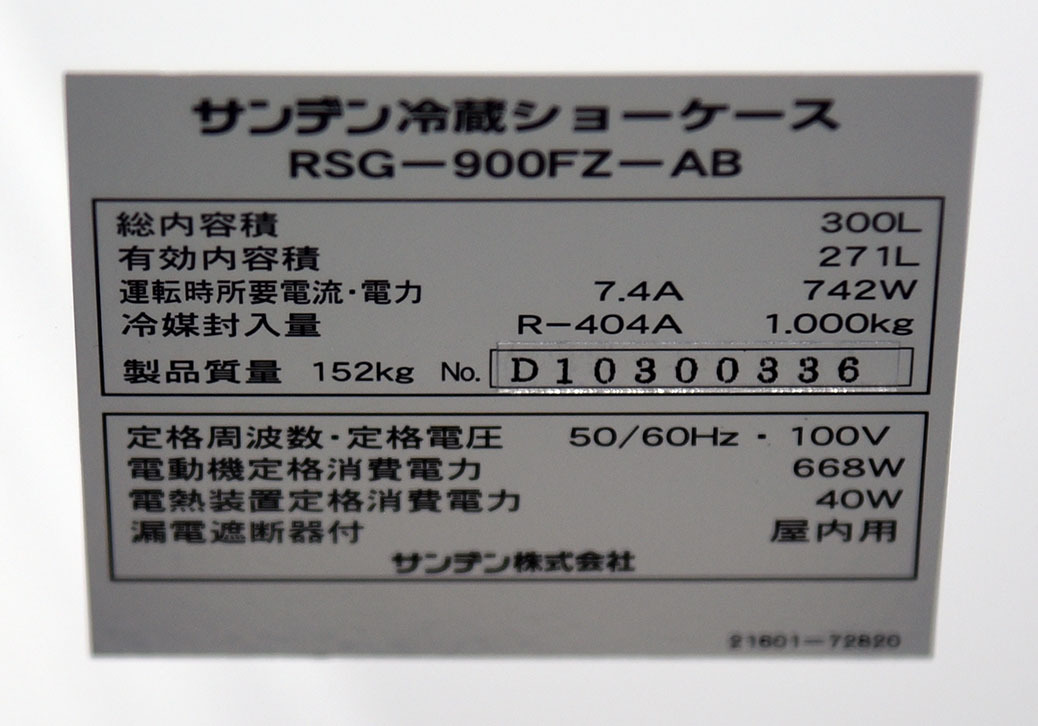 サンデン冷蔵ショーケース
RSG-900FZ-AB
総内容積 300L
有効内容積 271L
運転時所要電流・電力 7.4A 742W
冷媒封入量 R-404A 1.000kg
製品質量 152kg No. D10300336
定格周波数・定格電圧 50/60Hz・100V
電動機定格消費電力 668W
電熱装置定格消費電力 40W
漏電遮断器付 屋内用
サンデン株式会社
21601-72820